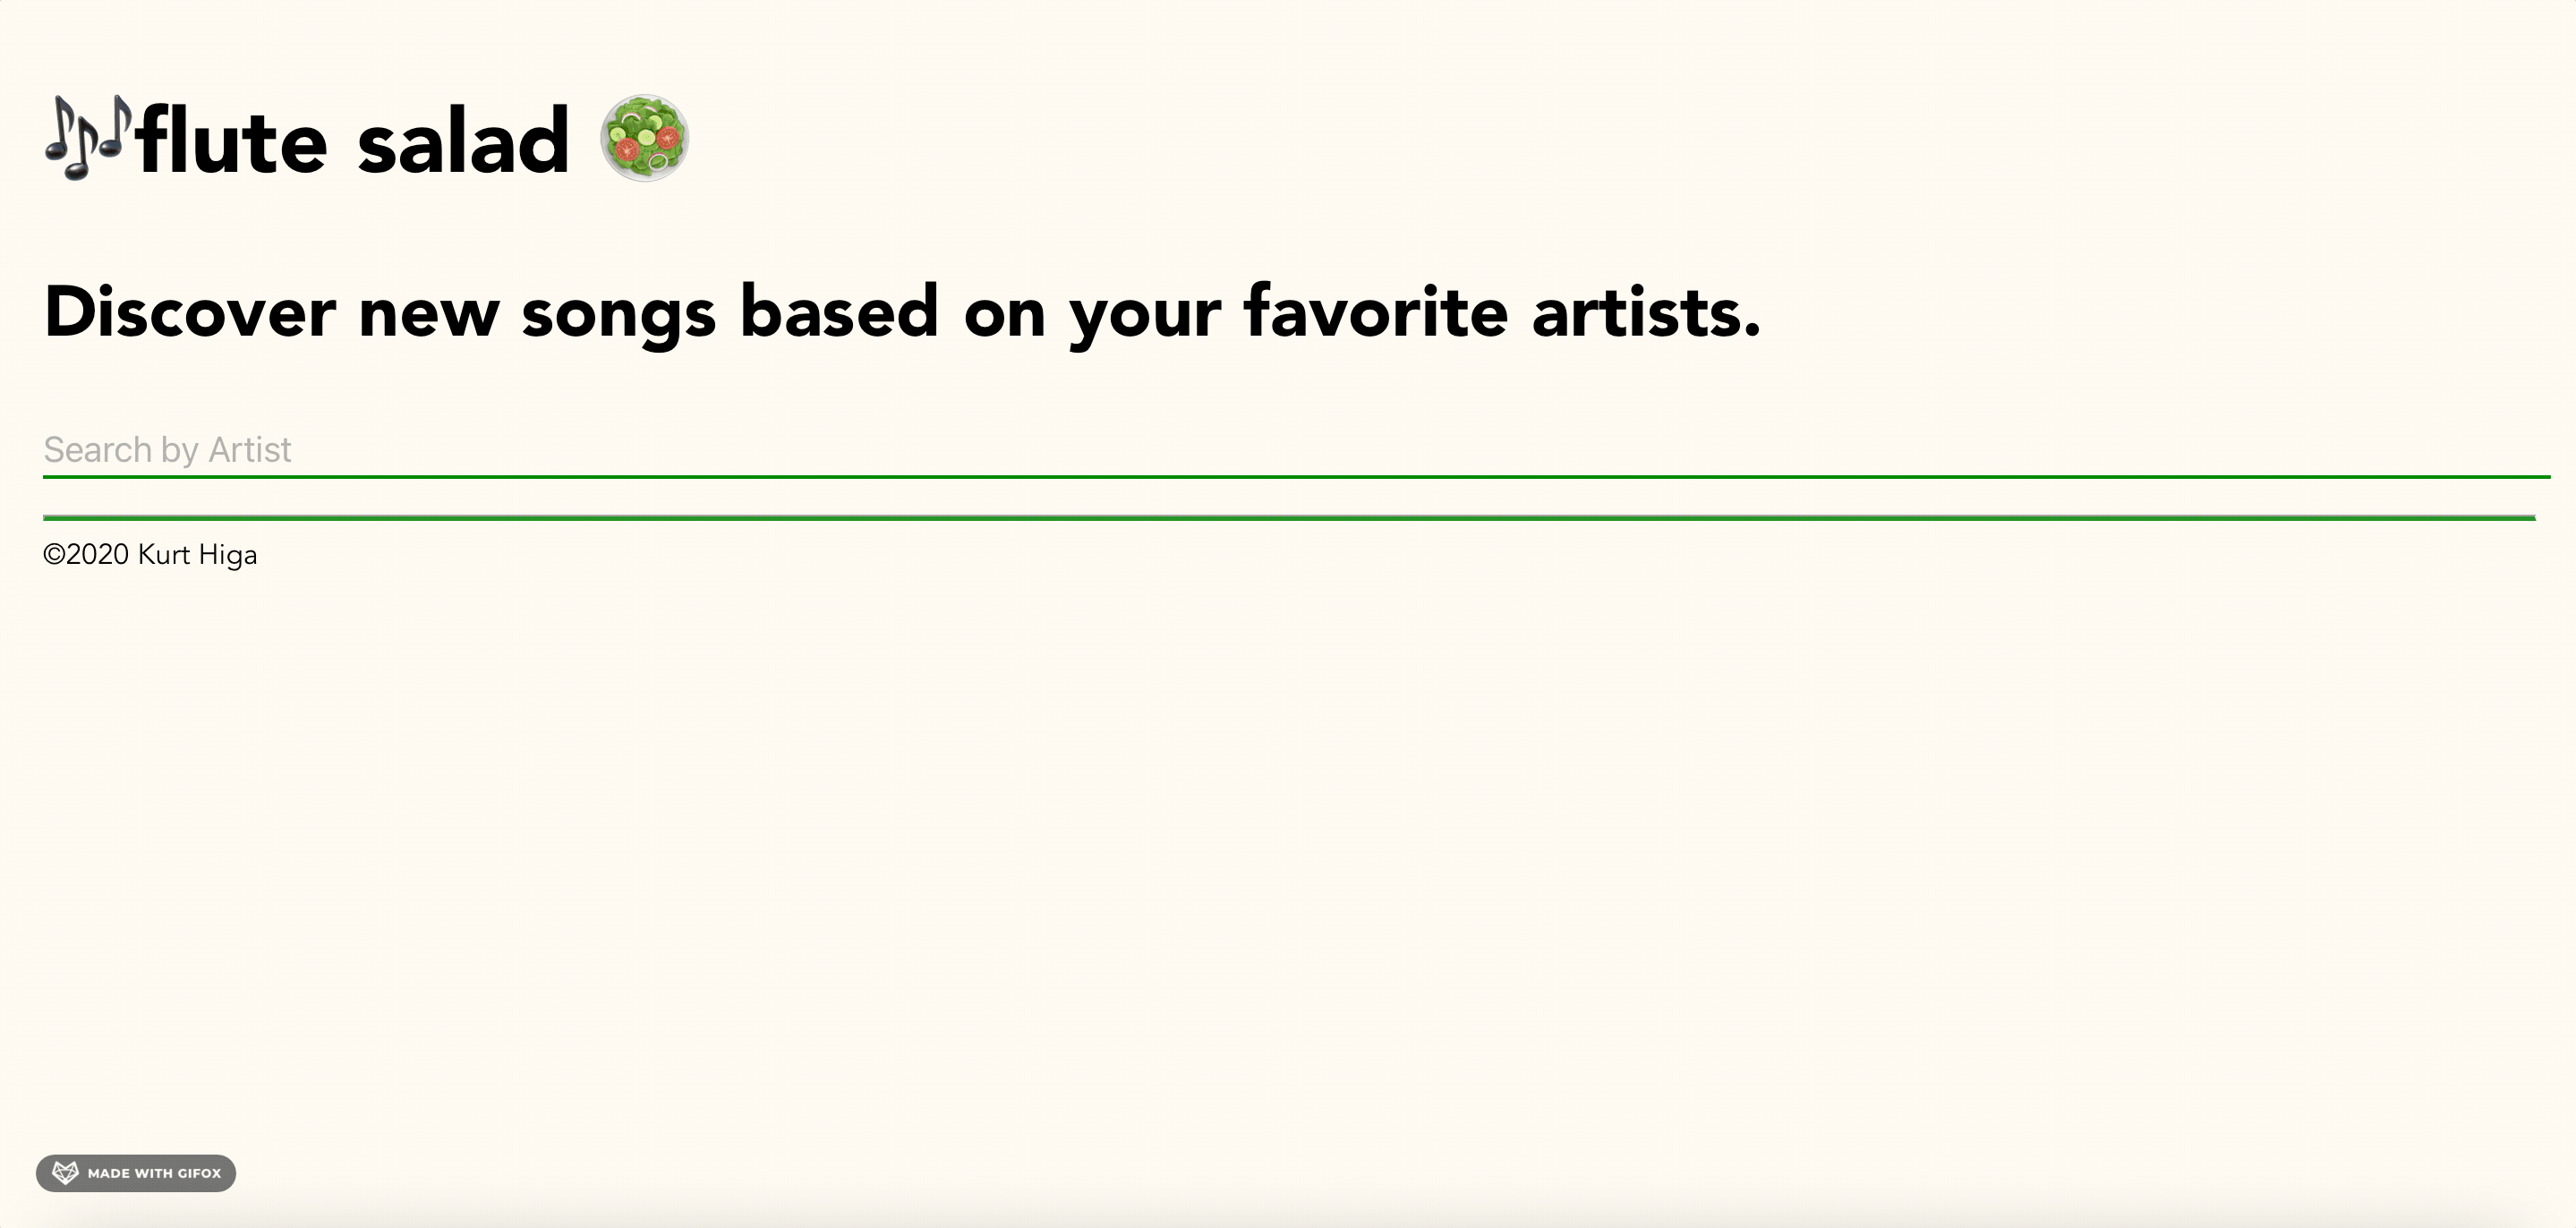 🎶flute salad 🥗
Discover new songs based on your favorite artists.
Search by Artist
©2020 Kurt Higa
MADE WITH GIFOX